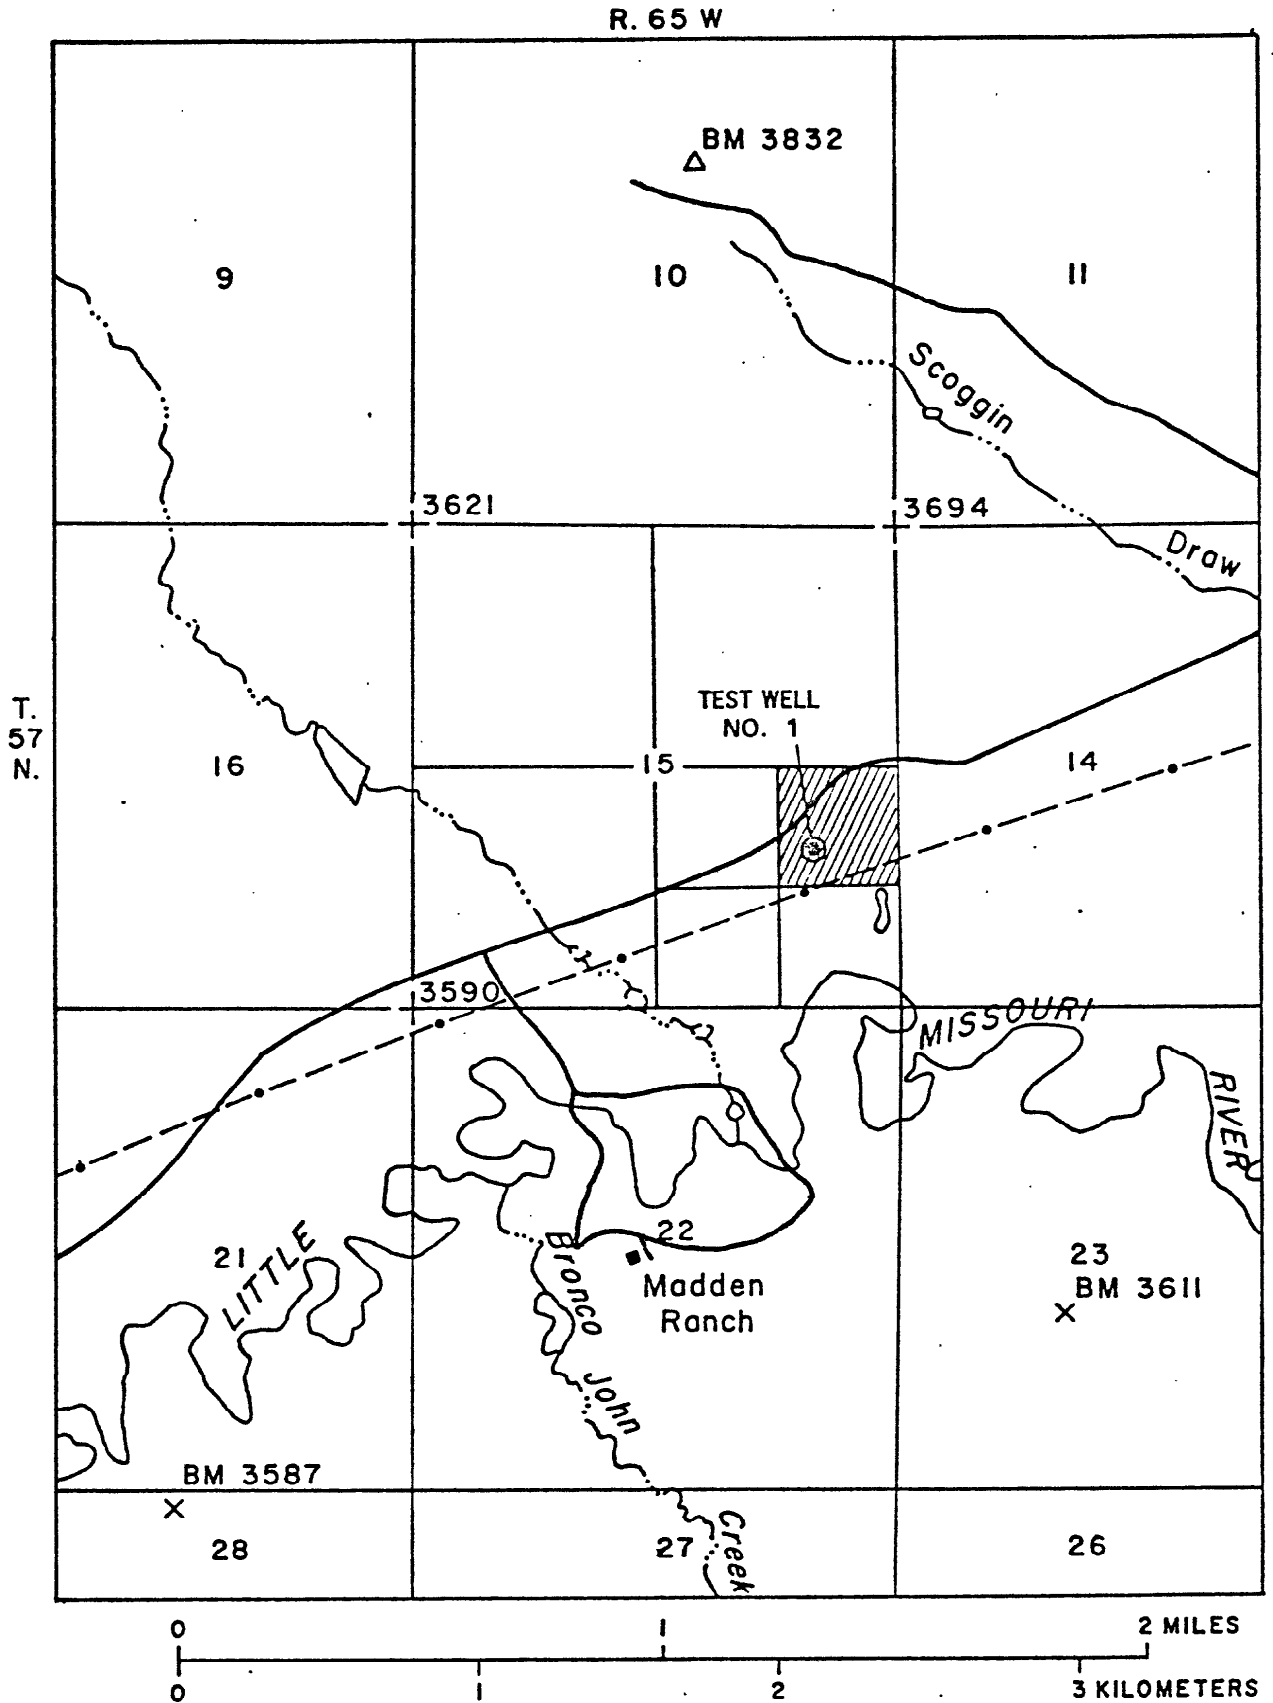 R. 65 W
BM 3832
9
10
11
Scoggin
Draw
3621
3694
T.
57
N.
TEST WELL
NO. 1
16
15
14
3590
MISSOURI
RIVER
LITTLE
21
22
23
BM 3611
Madden
Ranch
Bronco
John
Creek
BM 3587
28
27
26
0 1 2 MILES
0 1 2 3 KILOMETERS